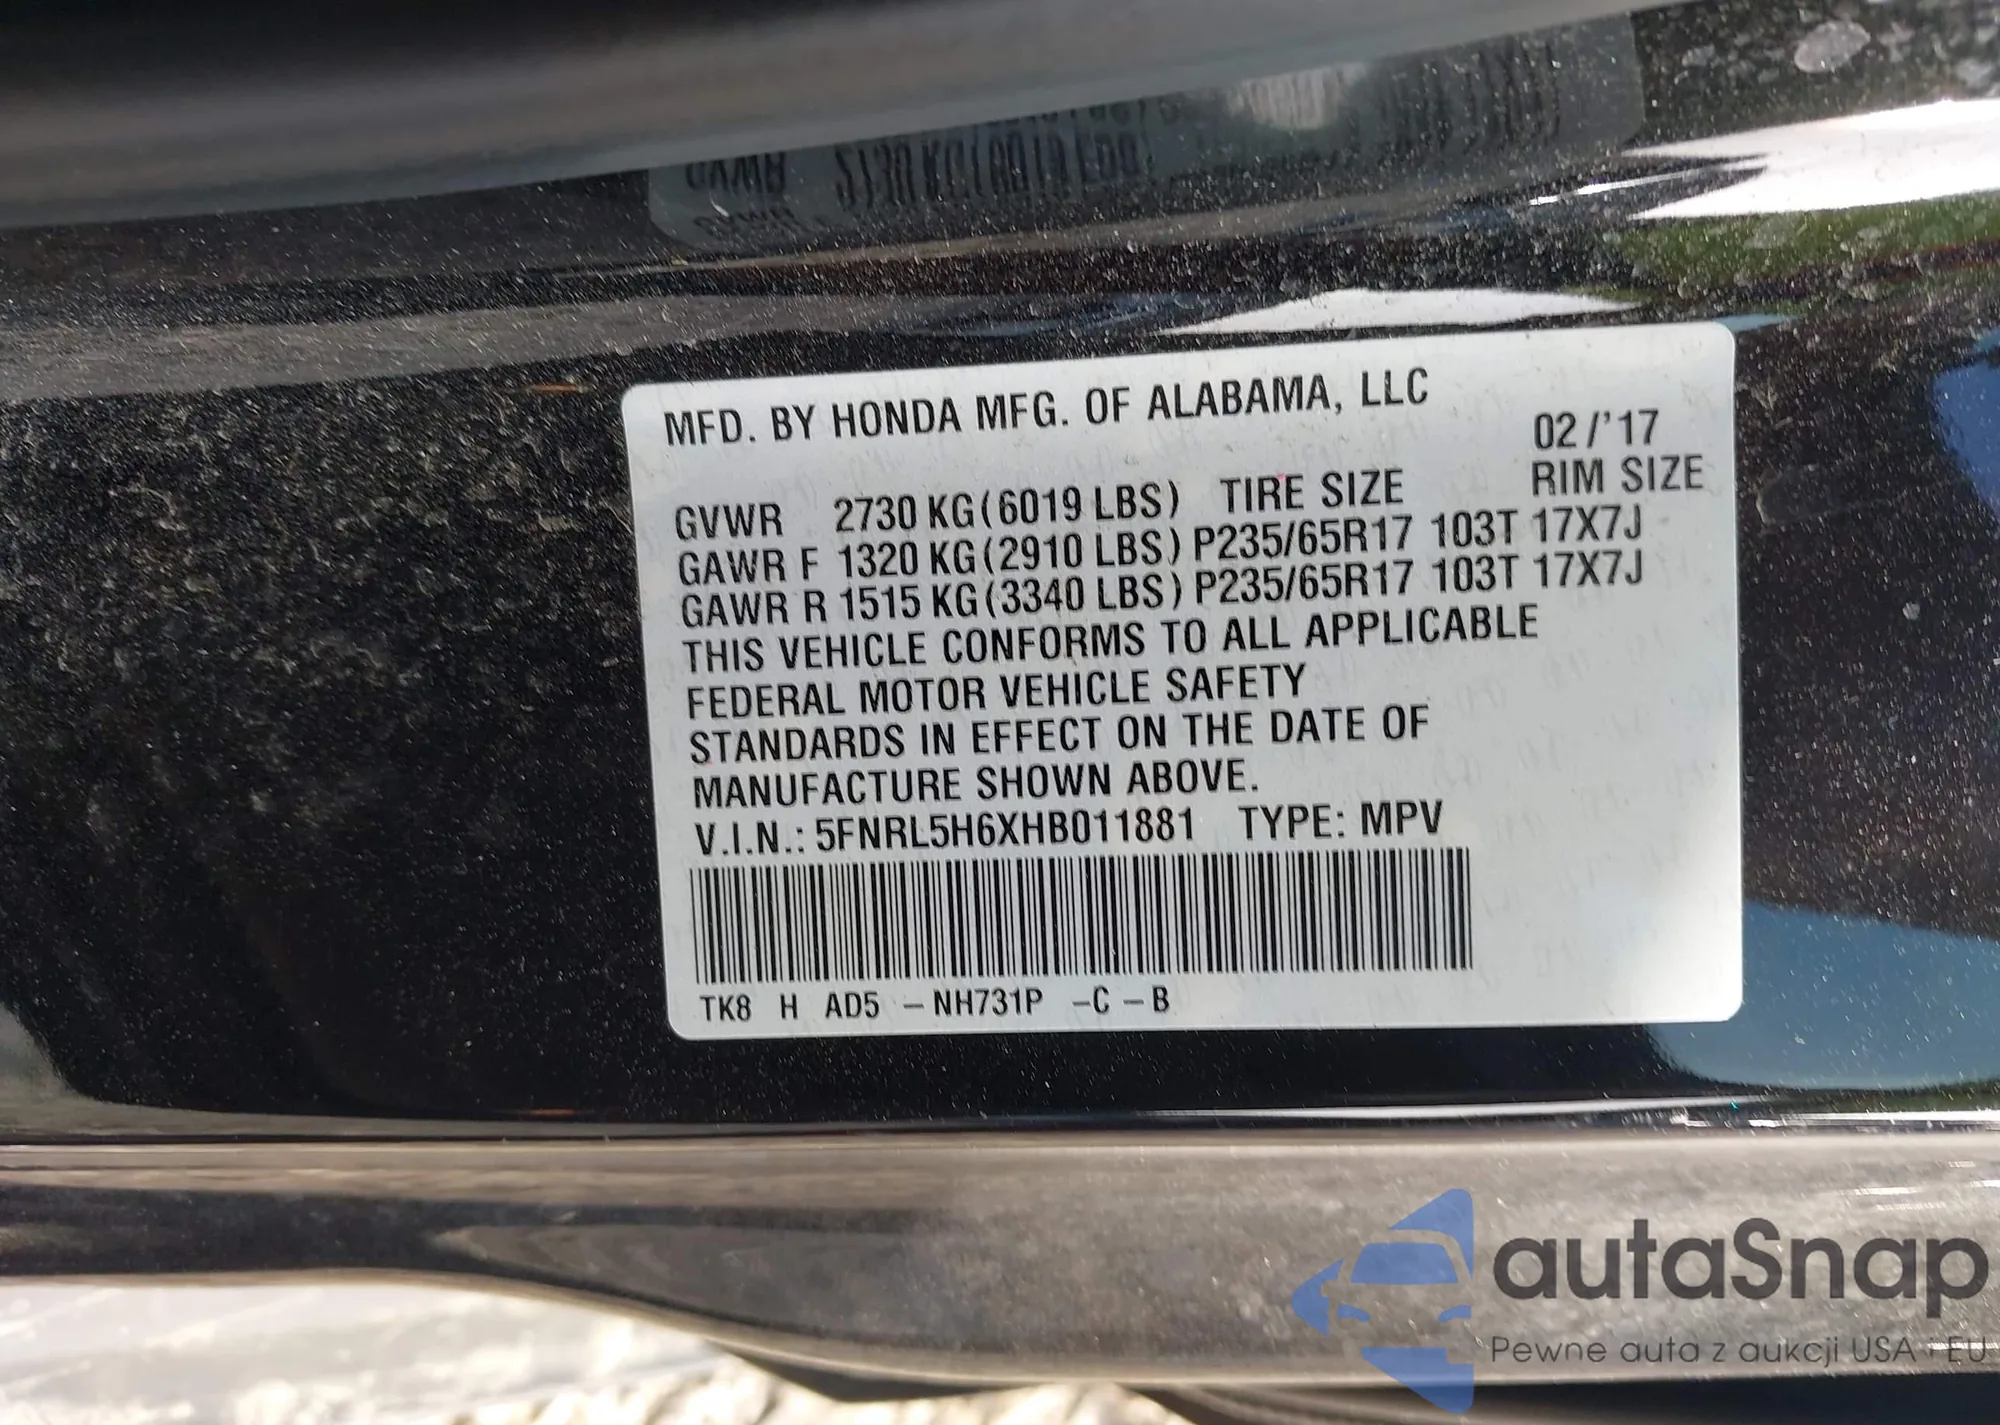 MFD. BY HONDA MFG. OF ALABAMA, LLC
02/'17
GVWR 2730 KG(6019 LBS) TIRE SIZE RIM SIZE
GAWR F 1320 KG(2910 LBS) P235/65R17 103T 17X7J
GAWR R 1515 KG(3340 LBS) P235/65R17 103T 17X7J
THIS VEHICLE CONFORMS TO ALL APPLICABLE
FEDERAL MOTOR VEHICLE SAFETY
STANDARDS IN EFFECT ON THE DATE OF
MANUFACTURE SHOWN ABOVE.
V.I.N.: 5FNRL5H6XHB011881 TYPE: MPV
TK8 H AD5 –NH731P –C –B
autaSnap
Pewne auta z aukcji USA i EU